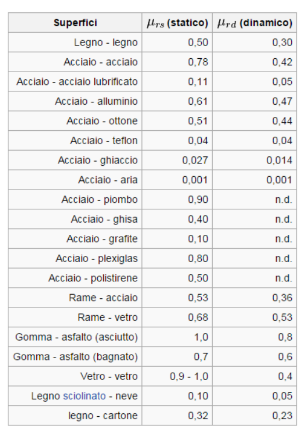 Superfici μrs (statico) μrd (dinamico)
Legno - legno 0,50 0,30
Acciaio - acciaio 0,78 0,42
Acciaio - acciaio lubrificato 0,11 0,05
Acciaio - alluminio 0,61 0,47
Acciaio - ottone 0,51 0,44
Acciaio - teflon 0,04 0,04
Acciaio - ghiaccio 0,027 0,014
Acciaio - aria 0,001 0,001
Acciaio - piombo 0,90 n.d.
Acciaio - ghisa 0,40 n.d.
Acciaio - grafite 0,10 n.d.
Acciaio - plexiglas 0,80 n.d.
Acciaio - polistirene 0,50 n.d.
Rame - acciaio 0,53 0,36
Rame - vetro 0,68 0,53
Gomma - asfalto (asciutto) 1,0 0,8
Gomma - asfalto (bagnato) 0,7 0,6
Vetro - vetro 0,9 - 1,0 0,4
Legno sciolinato - neve 0,10 0,05
legno - cartone 0,32 0,23